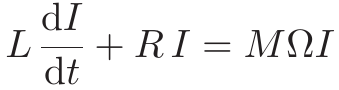 L dI/dt + R I = MΩI